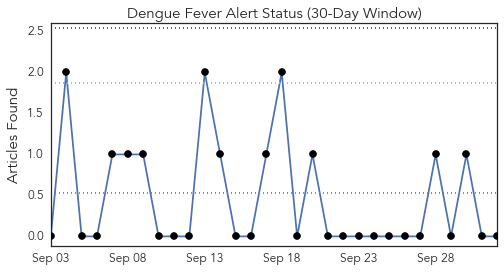 Dengue Fever Alert Status (30-Day Window)
Articles Found
2.5
2.0
1.5
1.0
0.5
0.0
Sep 03 Sep 08 Sep 13 Sep 18 Sep 23 Sep 28